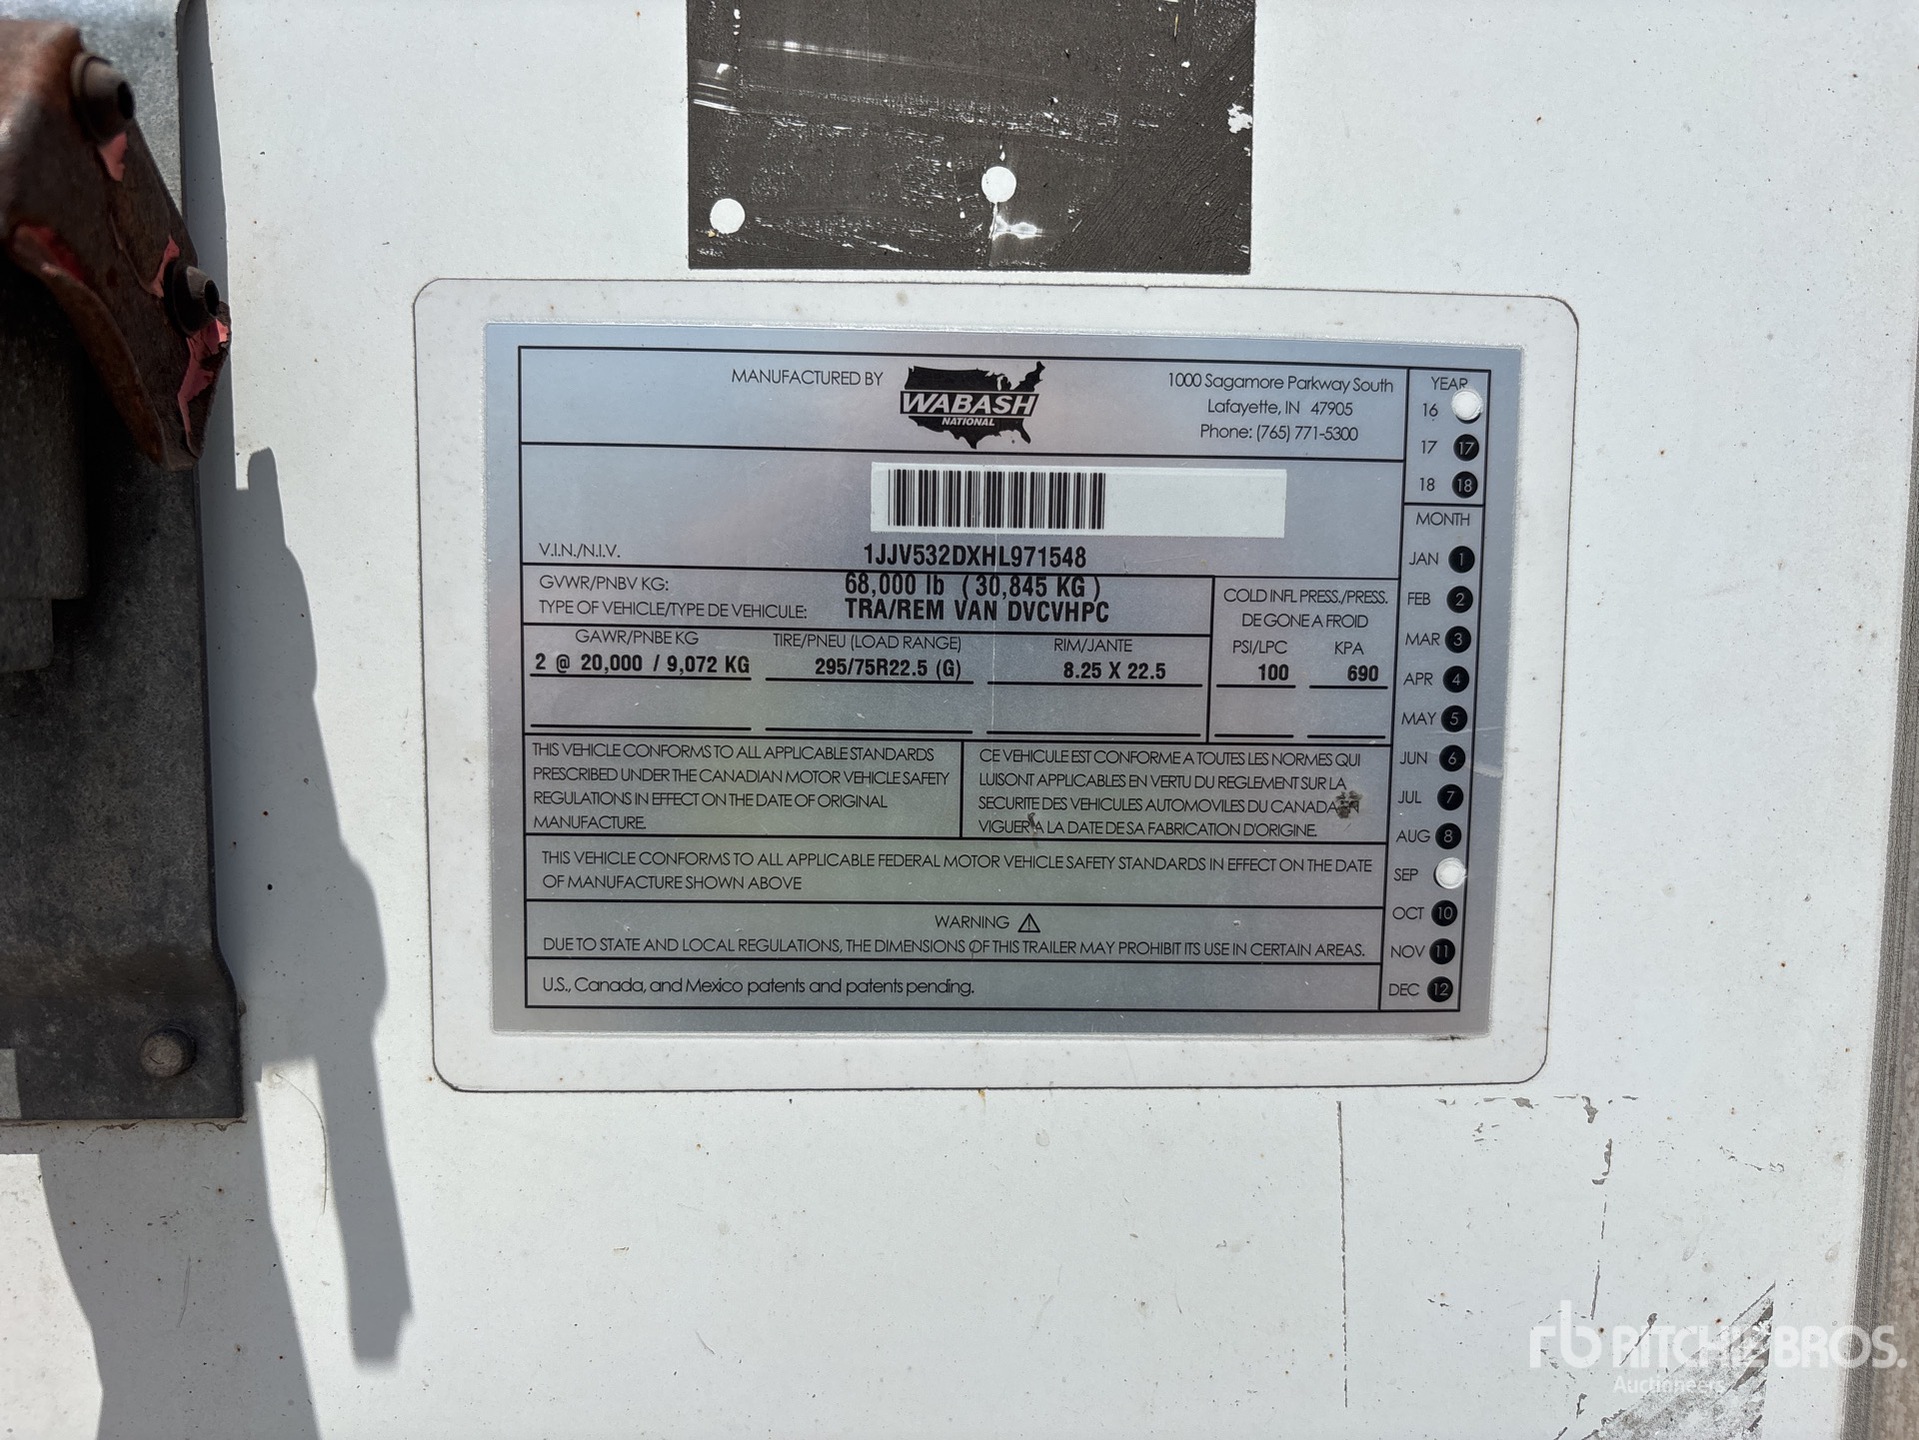 MANUFACTURED BY
WABASH
NATIONAL
1000 Sagamore Parkway South
Lafayette, IN 47905
Phone: (765) 771-5300
YEAR
16
17 17
18 18
V.I.N./N.I.V. 1JJV532DXHL971548
GVWR/PNBV KG: 68,000 lb ( 30,845 KG )
TYPE OF VEHICLE/TYPE DE VEHICULE: TRA/REM VAN DVCVHPC
COLD INFL PRESS./PRESS.
DE GONE A FROID
GAWR/PNBE KG TIRE/PNEU (LOAD RANGE) RIM/JANTE PSI/LPC KPA
2 @ 20,000 / 9,072 KG 295/75R22.5 (G) 8.25 X 22.5 100 690
THIS VEHICLE CONFORMS TO ALL APPLICABLE STANDARDS
PRESCRIBED UNDER THE CANADIAN MOTOR VEHICLE SAFETY
REGULATIONS IN EFFECT ON THE DATE OF ORIGINAL
MANUFACTURE.
CE VEHICULE EST CONFORME A TOUTES LES NORMES QUI
LUISONT APPLICABLES EN VERTU DU REGLEMENT SUR LA
SECURITE DES VEHICULES AUTOMOVILES DU CANADA
VIGUER A LA DATE DE SA FABRICATION D'ORIGINE.
THIS VEHICLE CONFORMS TO ALL APPLICABLE FEDERAL MOTOR VEHICLE SAFETY STANDARDS IN EFFECT ON THE DATE
OF MANUFACTURE SHOWN ABOVE
WARNING
DUE TO STATE AND LOCAL REGULATIONS, THE DIMENSIONS OF THIS TRAILER MAY PROHIBIT ITS USE IN CERTAIN AREAS.
U.S., Canada, and Mexico patents and patents pending.
MONTH
JAN 1
FEB 2
MAR 3
APR 4
MAY 5
JUN 6
JUL 7
AUG 8
SEP
OCT 10
NOV 11
DEC 12
rb RITCHIE BROS.
Auctioneers